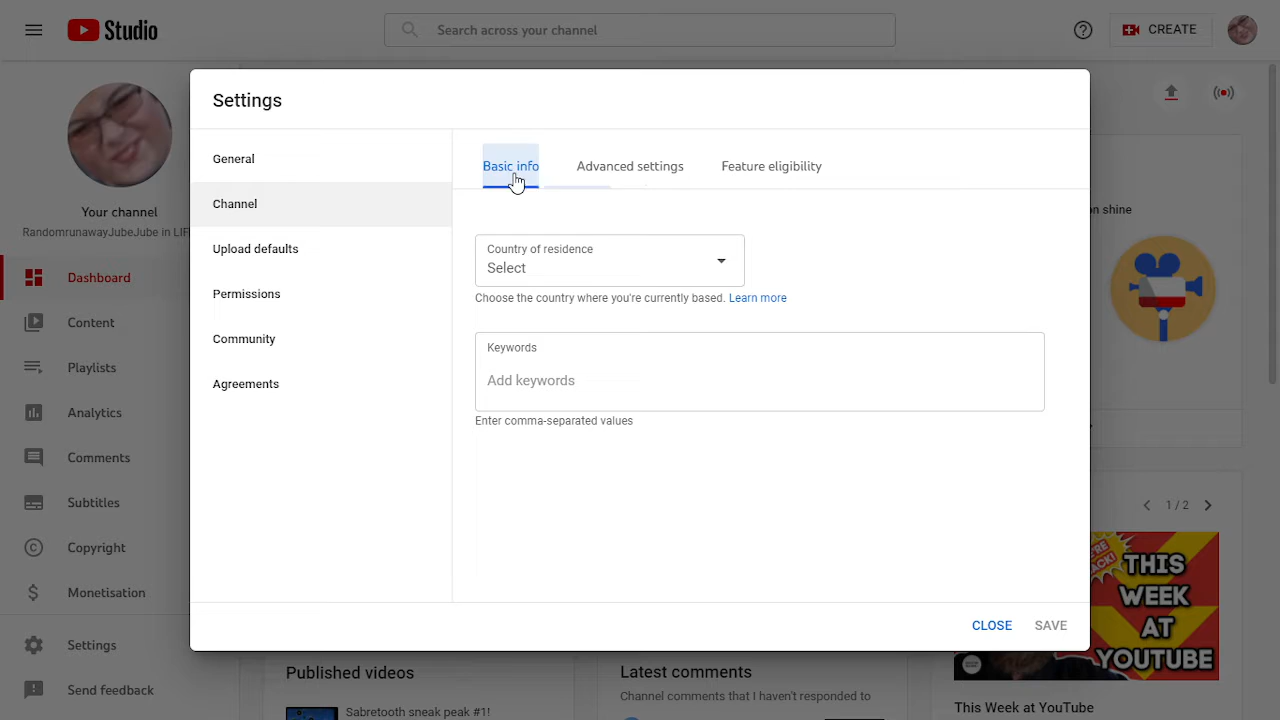 Studio
Search across your channel
CREATE
Settings
General
Channel
Upload defaults
Permissions
Community
Agreements
Basic info
Advanced settings
Feature eligibility
Country of residence
Select
Choose the country where you're currently based. Learn more
Keywords
Add keywords
Enter comma-separated values
CLOSE
SAVE
Your channel
RandomrunawayJubeJube in LIF
Dashboard
Content
Playlists
Analytics
Comments
Subtitles
Copyright
Monetisation
Settings
Send feedback
on shine
1 / 2
THIS
WEEK
AT
YOUTUBE
This Week at YouTube
Published videos
Sabretooth sneak peak #1!
Latest comments
Channel comments that I haven't responded to